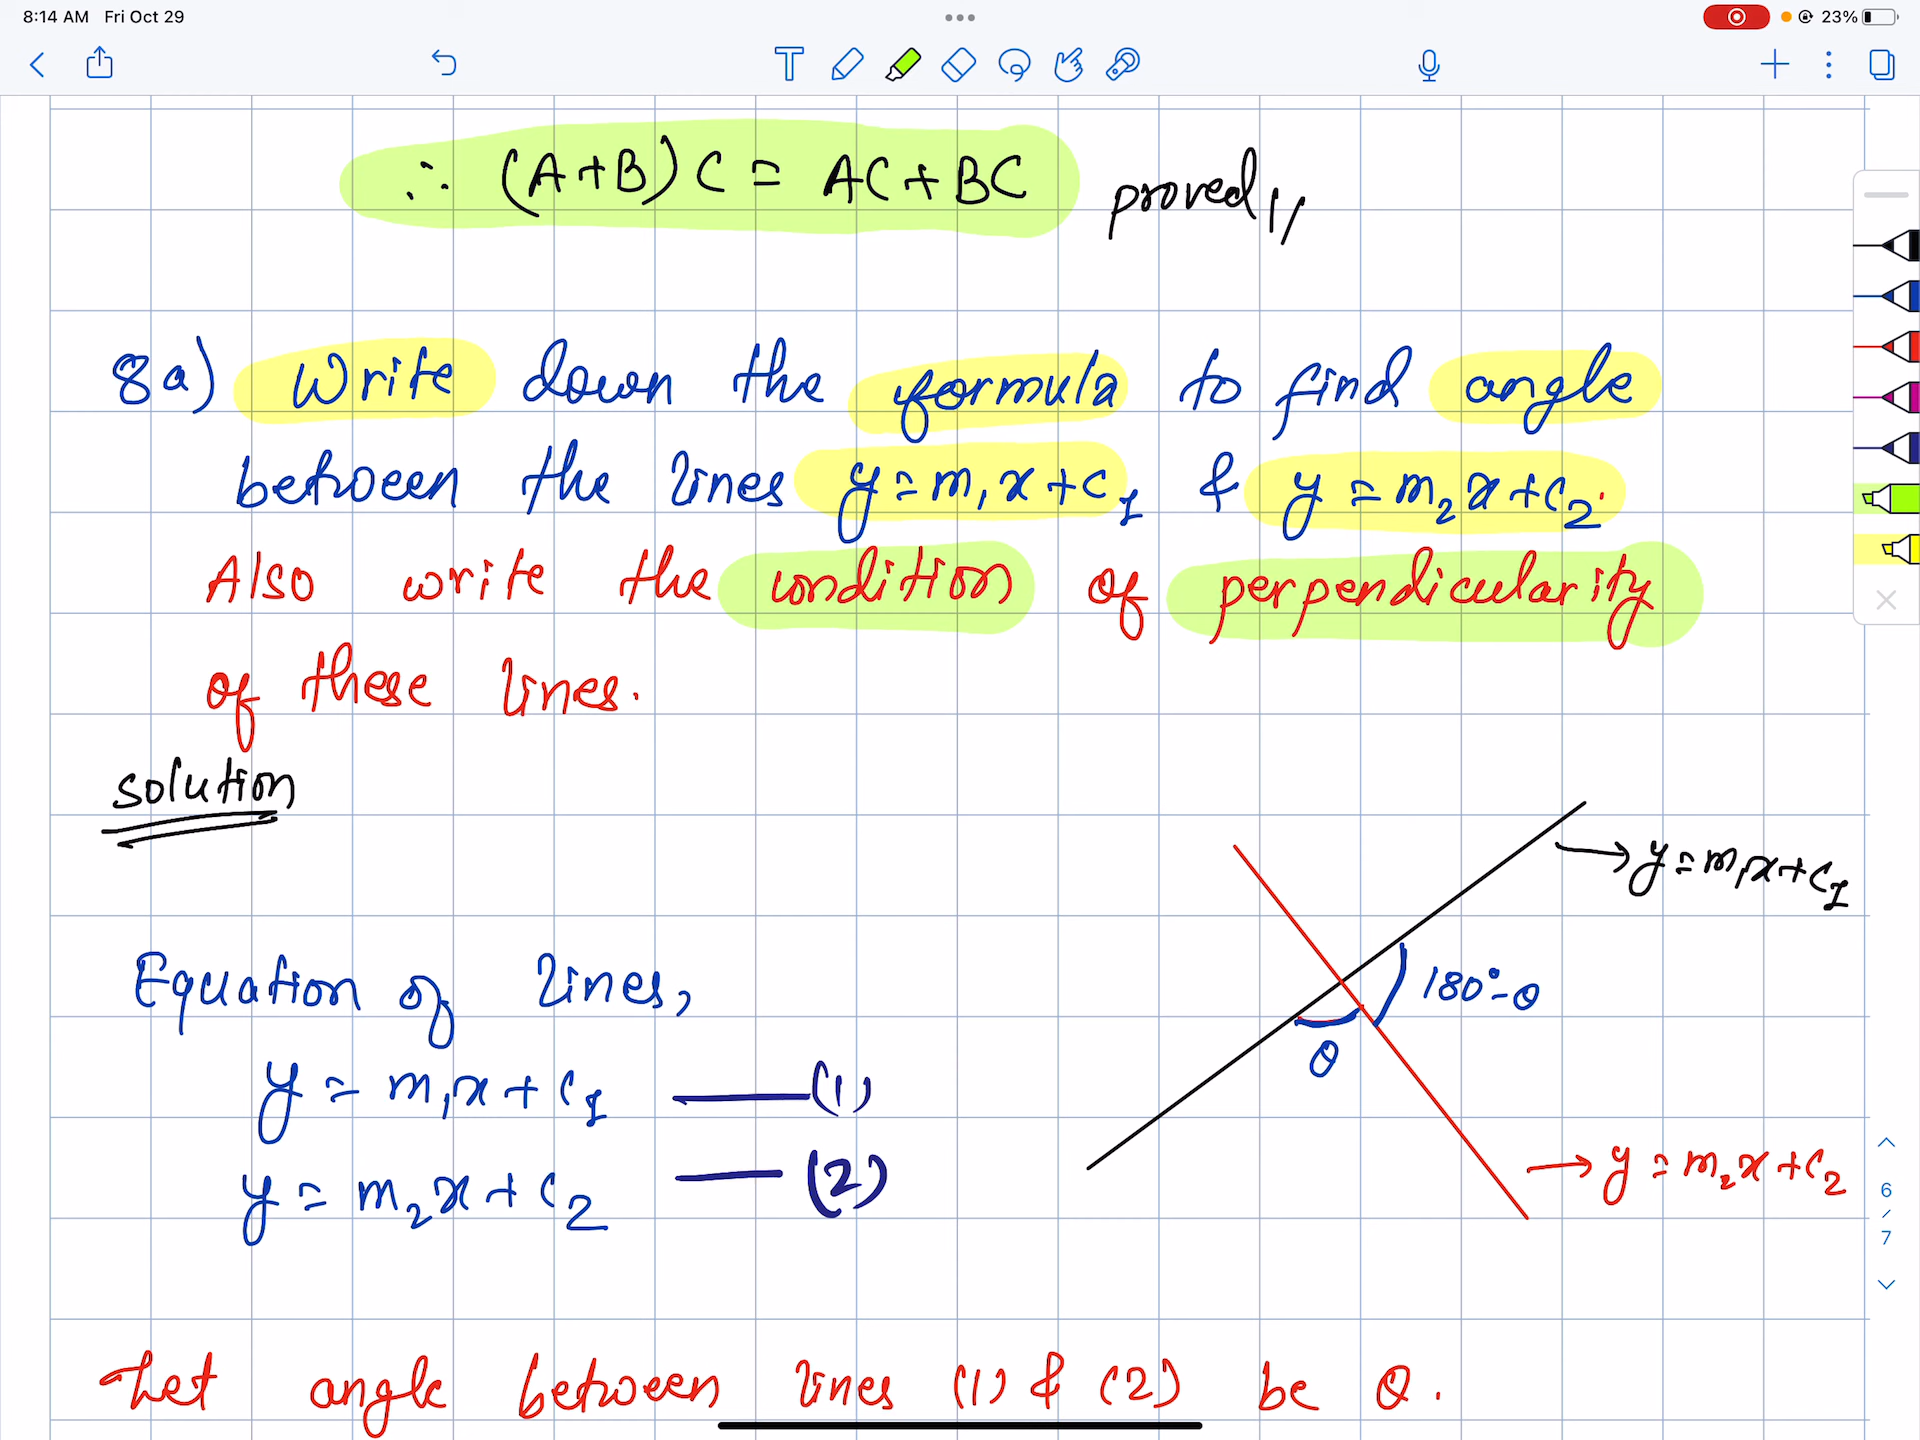 8:14 AM Fri Oct 29
23%
∴ (A+B)C = AC+BC proved//
8a) Write down the formula to find angle
between the lines y=m₁x+c₁ & y=m₂x+c₂.
Also write the condition of perpendicularity
of these lines.
solution
→ y=m₁x+c₁
180°-θ
Equation of lines,
θ
y = m₁x+c₁ —— (1)
y = m₂x+c₂ —— (2)
→ y = m₂x+c₂
6
/
7
Let angle between lines (1) & (2) be θ.